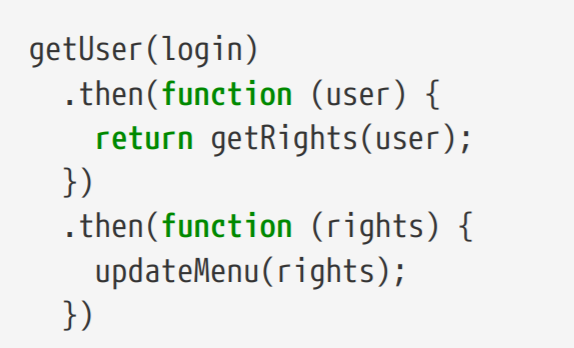 getUser(login)
  .then(function (user) {
    return getRights(user);
  })
  .then(function (rights) {
    updateMenu(rights);
  })